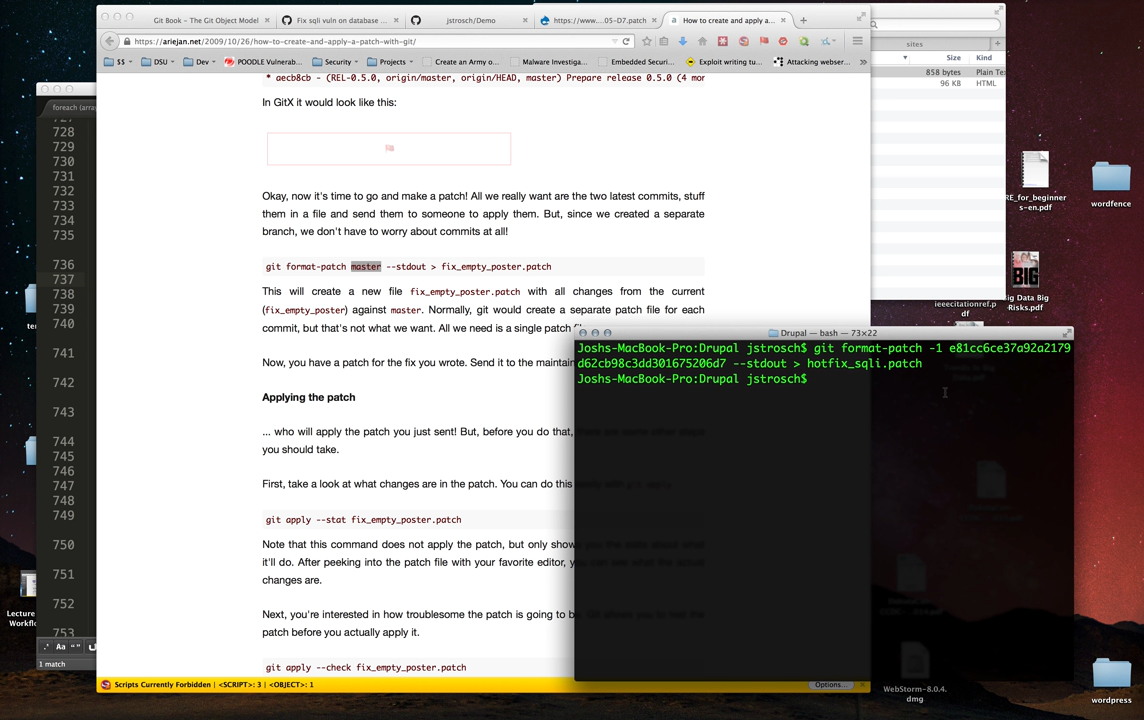 Git Book - The Git Object Model
Fix sqli vuln on database ...
jstrosch/Demo
https://www....05-D7.patch
How to create and apply a...
https://ariejan.net/2009/10/26/how-to-create-and-apply-a-patch-with-git/
$$ DSU Dev POODLE Vulnerab... Security Projects Create an Army o... Malware Investiga... Embedded Securi... Exploit writing tu... Attacking webser...
* aecb8cb - (REL-0.5.0, origin/master, origin/HEAD, master) Prepare release 0.5.0 (4 mor
In GitX it would look like this:
Okay, now it's time to go and make a patch! All we really want are the two latest commits, stuff
them in a file and send them to someone to apply them. But, since we created a separate
branch, we don't have to worry about commits at all!
git format-patch master --stdout > fix_empty_poster.patch
This will create a new file fix_empty_poster.patch with all changes from the current
(fix_empty_poster) against master. Normally, git would create a separate patch file for each
commit, but that's not what we want. All we need is a single patch f
Now, you have a patch for the fix you wrote. Send it to the maintain
Applying the patch
... who will apply the patch you just sent! But, before you do that,
you should take.
First, take a look at what changes are in the patch. You can do this
git apply --stat fix_empty_poster.patch
Note that this command does not apply the patch, but only show
it'll do. After peeking into the patch file with your favorite editor, y
changes are.
Next, you're interested in how troublesome the patch is going to b
patch before you actually apply it.
git apply --check fix_empty_poster.patch
Scripts Currently Forbidden | <SCRIPT>: 3 | <OBJECT>: 1
Options...
foreach (array
727
728
729
730
731
732
733
734
735
736
737
738
739
740
741
742
743
744
745
746
747
748
749
750
751
752
753
.* Aa “”
1 match
Drupal — bash — 73×22
Joshs-MacBook-Pro:Drupal jstrosch$ git format-patch -1 e81cc6ce37a92a2179
d62cb98c3dd301675206d7 --stdout > hotfix_sqli.patch
Joshs-MacBook-Pro:Drupal jstrosch$
sites
Size Kind
858 bytes Plain Te
96 KB HTML
RE_for_beginner
s-en.pdf
wordfence
BIG
ieeecitationref.p
df
Big Data Big
Risks.pdf
ter
Lecture
Workflo
WebStorm-8.0.4.
dmg
wordpress